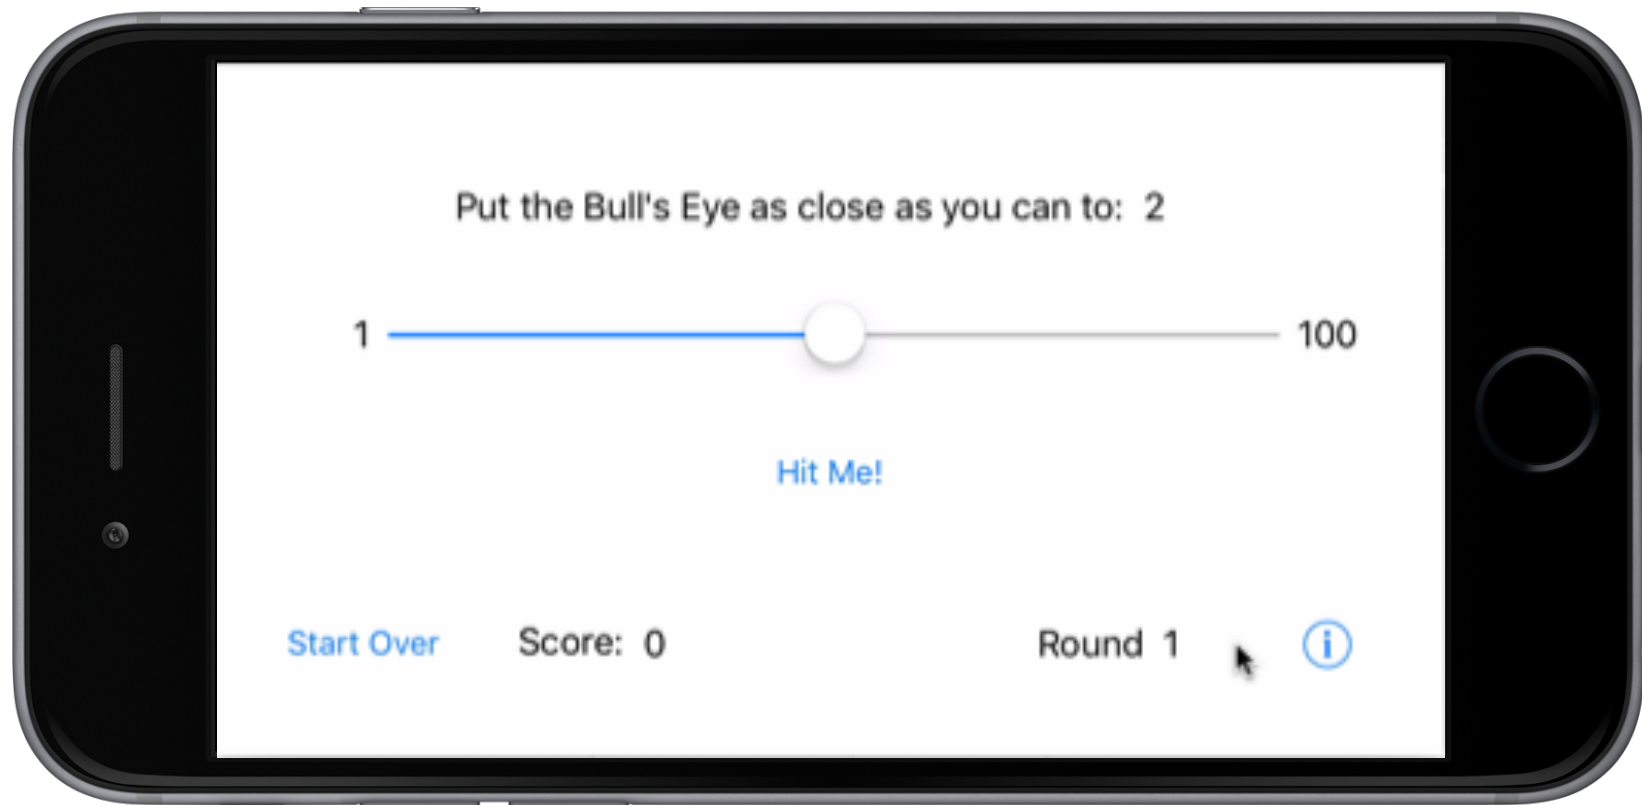 Put the Bull's Eye as close as you can to: 2
1 100
Hit Me!
Start Over Score: 0 Round 1 i